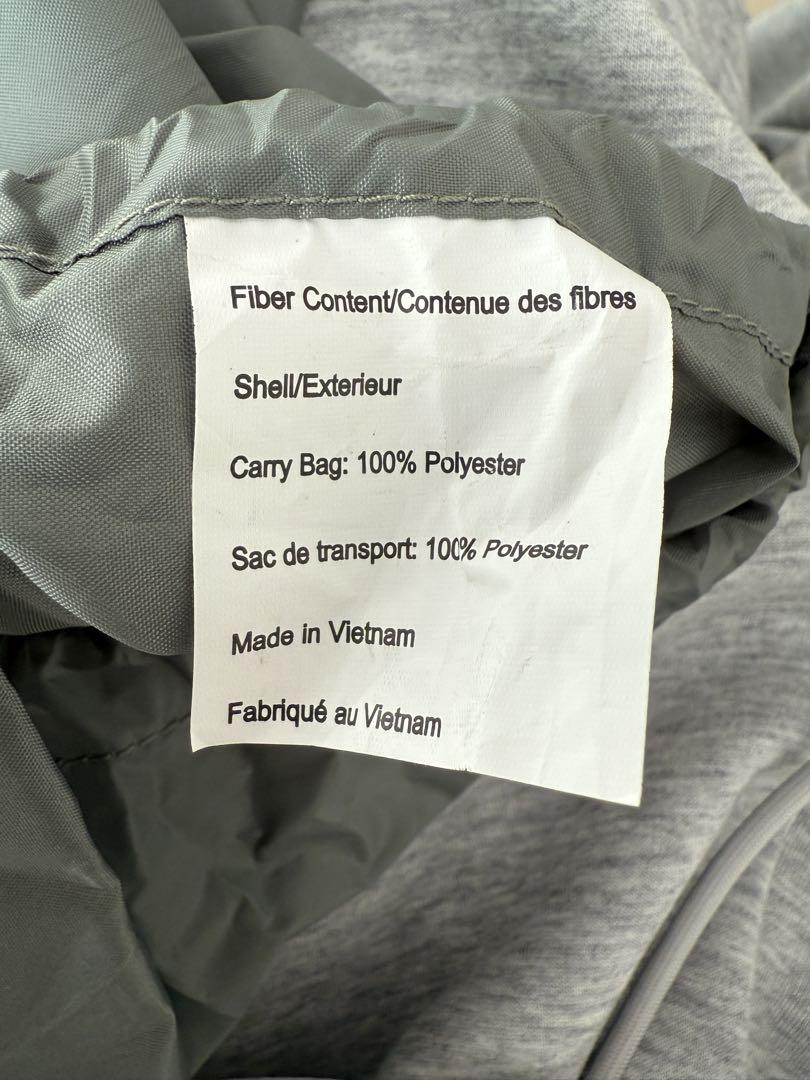 Fiber Content/Contenue des fibres
Shell/Exterieur
Carry Bag: 100% Polyester
Sac de transport: 100% Polyester
Made in Vietnam
Fabriqué au Vietnam